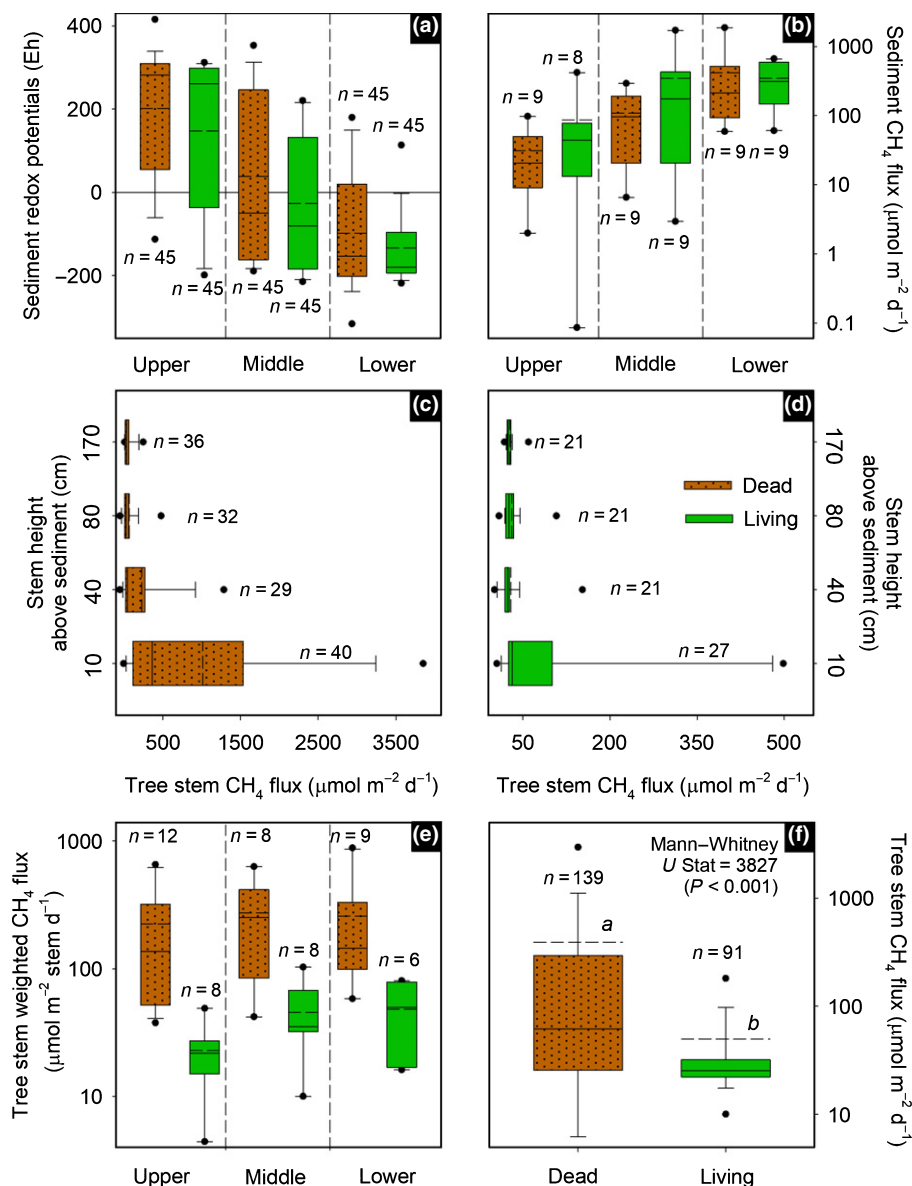 (a)
400
200
0
−200
Sediment redox potentials (Eh)
n = 45
n = 45
n = 45
n = 45
n = 45
n = 45
Upper
Middle
Lower
(b)
1000
100
10
1
0.1
Sediment CH4 flux (µmol m−2 d−1)
n = 9
n = 8
n = 9
n = 9
n = 9
n = 9
Upper
Middle
Lower
(c)
170
80
40
10
Stem height
above sediment (cm)
n = 36
n = 32
n = 29
n = 40
500
1500
2500
3500
Tree stem CH4 flux (µmol m−2 d−1)
(d)
n = 21
Dead
n = 21
Living
n = 21
n = 27
170
80
40
10
Stem height
above sediment (cm)
50
200
350
500
Tree stem CH4 flux (µmol m−2 d−1)
(e)
1000
100
10
Tree stem weighted CH4 flux
(µmol m−2 stem d−1)
n = 12
n = 8
n = 9
n = 8
n = 8
n = 6
Upper
Middle
Lower
(f)
Mann–Whitney
U Stat = 3827
(P < 0.001)
n = 139
a
n = 91
b
1000
100
10
Tree stem CH4 flux (µmol m−2 d−1)
Dead
Living